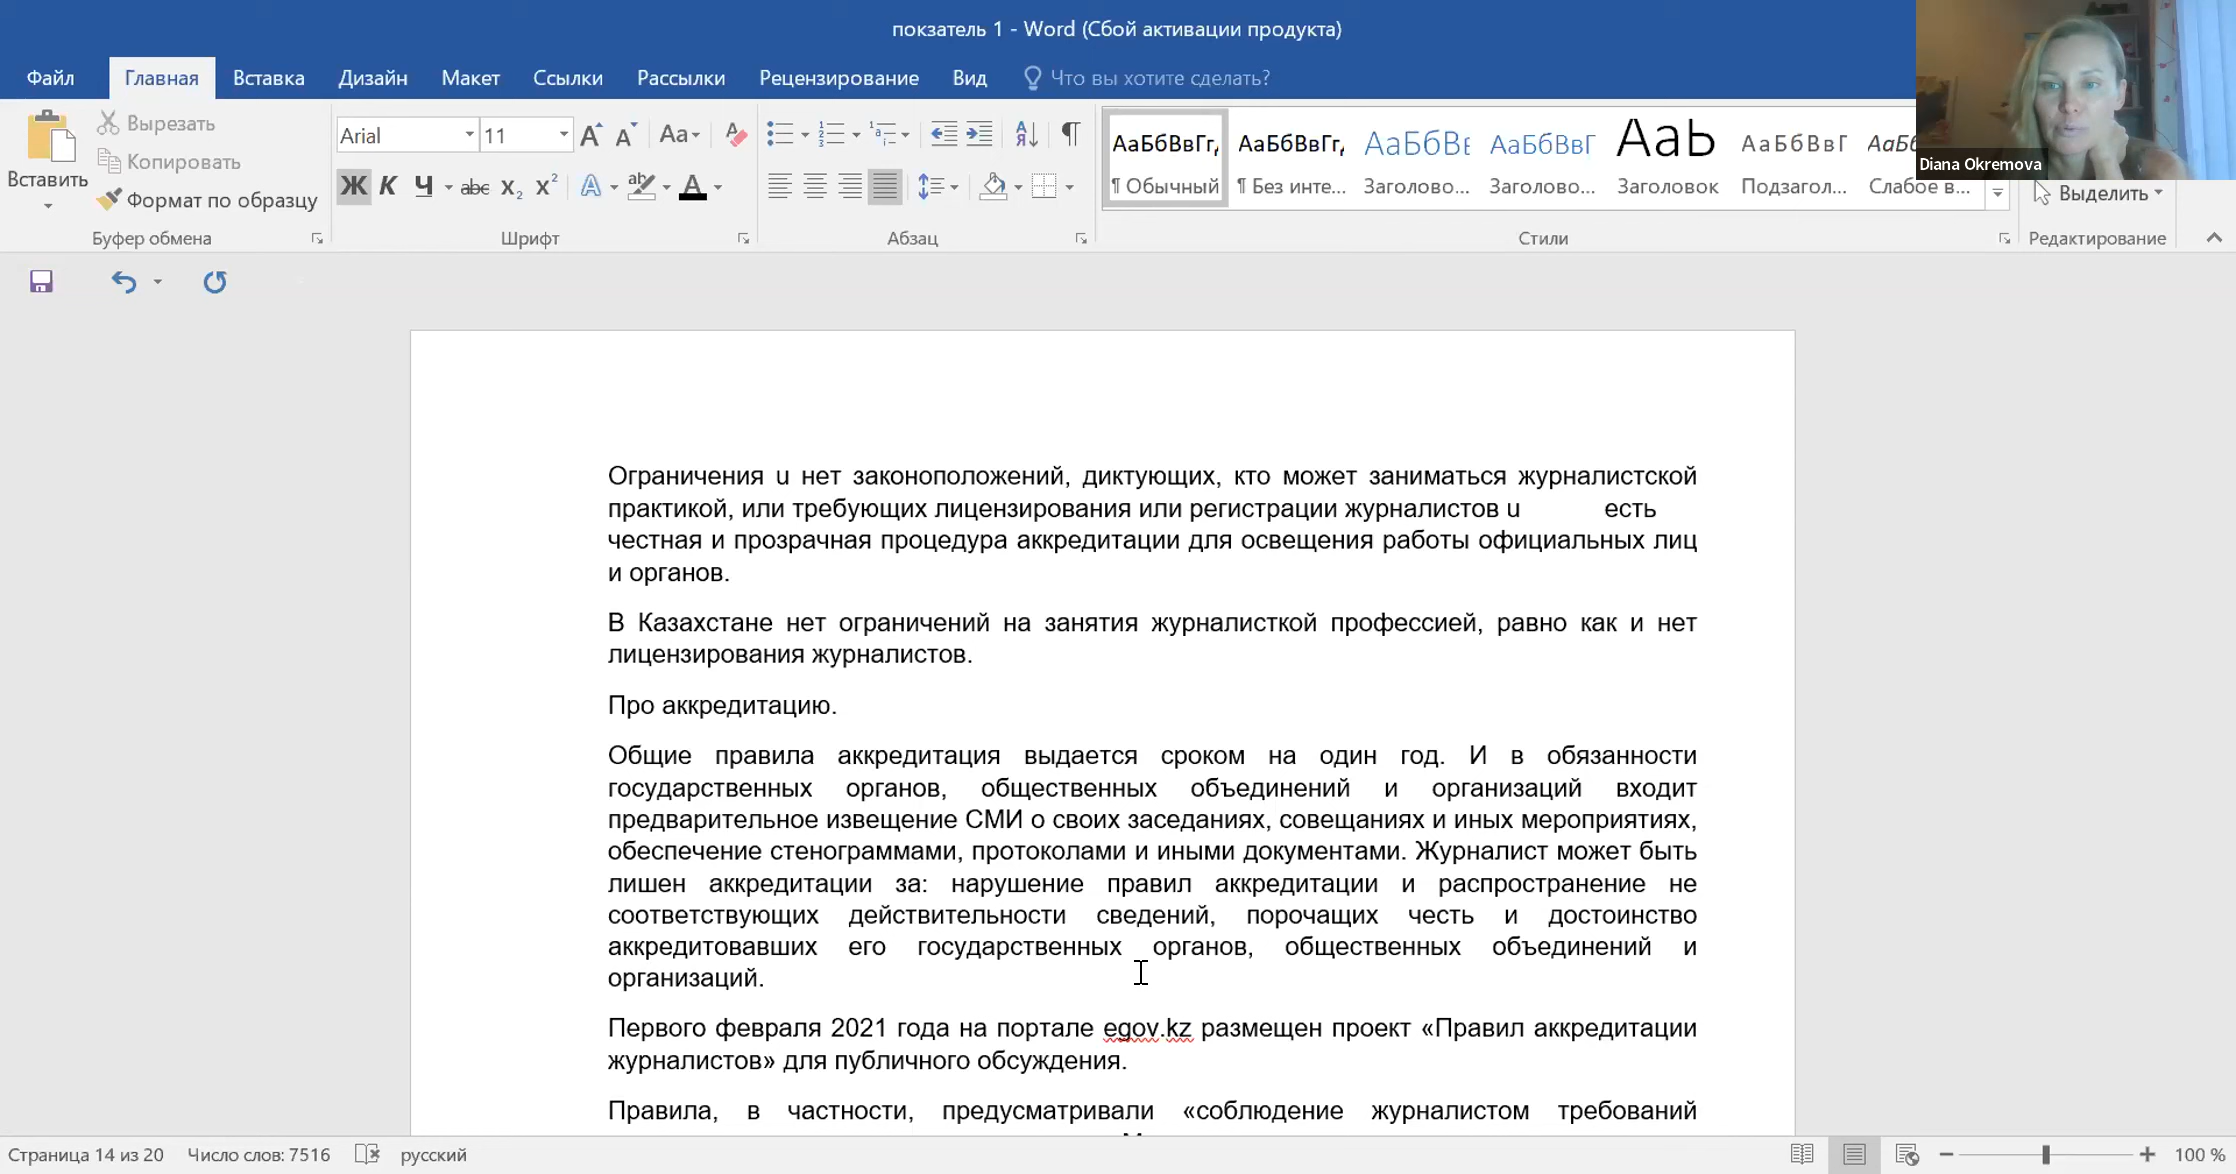 покзатель 1 - Word (Сбой активации продукта)
Файл Главная Вставка Дизайн Макет Ссылки Рассылки Рецензирование Вид Что вы хотите сделать?
Вставить
Вырезать
Копировать
Формат по образцу
Буфер обмена
Arial 11
Ж К Ч abc X₂ X² А А
Шрифт
Абзац
АаБбВвГг, АаБбВвГг, АаБбВв АаБбВвГ АаЬ АаБбВвГ АаБб
¶ Обычный ¶ Без инте... Заголово... Заголово... Заголовок Подзагол... Слабое в...
Стили
Diana Okremova
Выделить
Редактирование
Ограничения u нет законоположений, диктующих, кто может заниматься журналистской
практикой, или требующих лицензирования или регистрации журналистов u есть
честная и прозрачная процедура аккредитации для освещения работы официальных лиц
и органов.
В Казахстане нет ограничений на занятия журналисткой профессией, равно как и нет
лицензирования журналистов.
Про аккредитацию.
Общие правила аккредитация выдается сроком на один год. И в обязанности
государственных органов, общественных объединений и организаций входит
предварительное извещение СМИ о своих заседаниях, совещаниях и иных мероприятиях,
обеспечение стенограммами, протоколами и иными документами. Журналист может быть
лишен аккредитации за: нарушение правил аккредитации и распространение не
соответствующих действительности сведений, порочащих честь и достоинство
аккредитовавших его государственных органов, общественных объединений и
организаций.
Первого февраля 2021 года на портале egov.kz размещен проект «Правил аккредитации
журналистов» для публичного обсуждения.
Правила, в частности, предусматривали «соблюдение журналистом требований
Страница 14 из 20 Число слов: 7516 русский 100 %